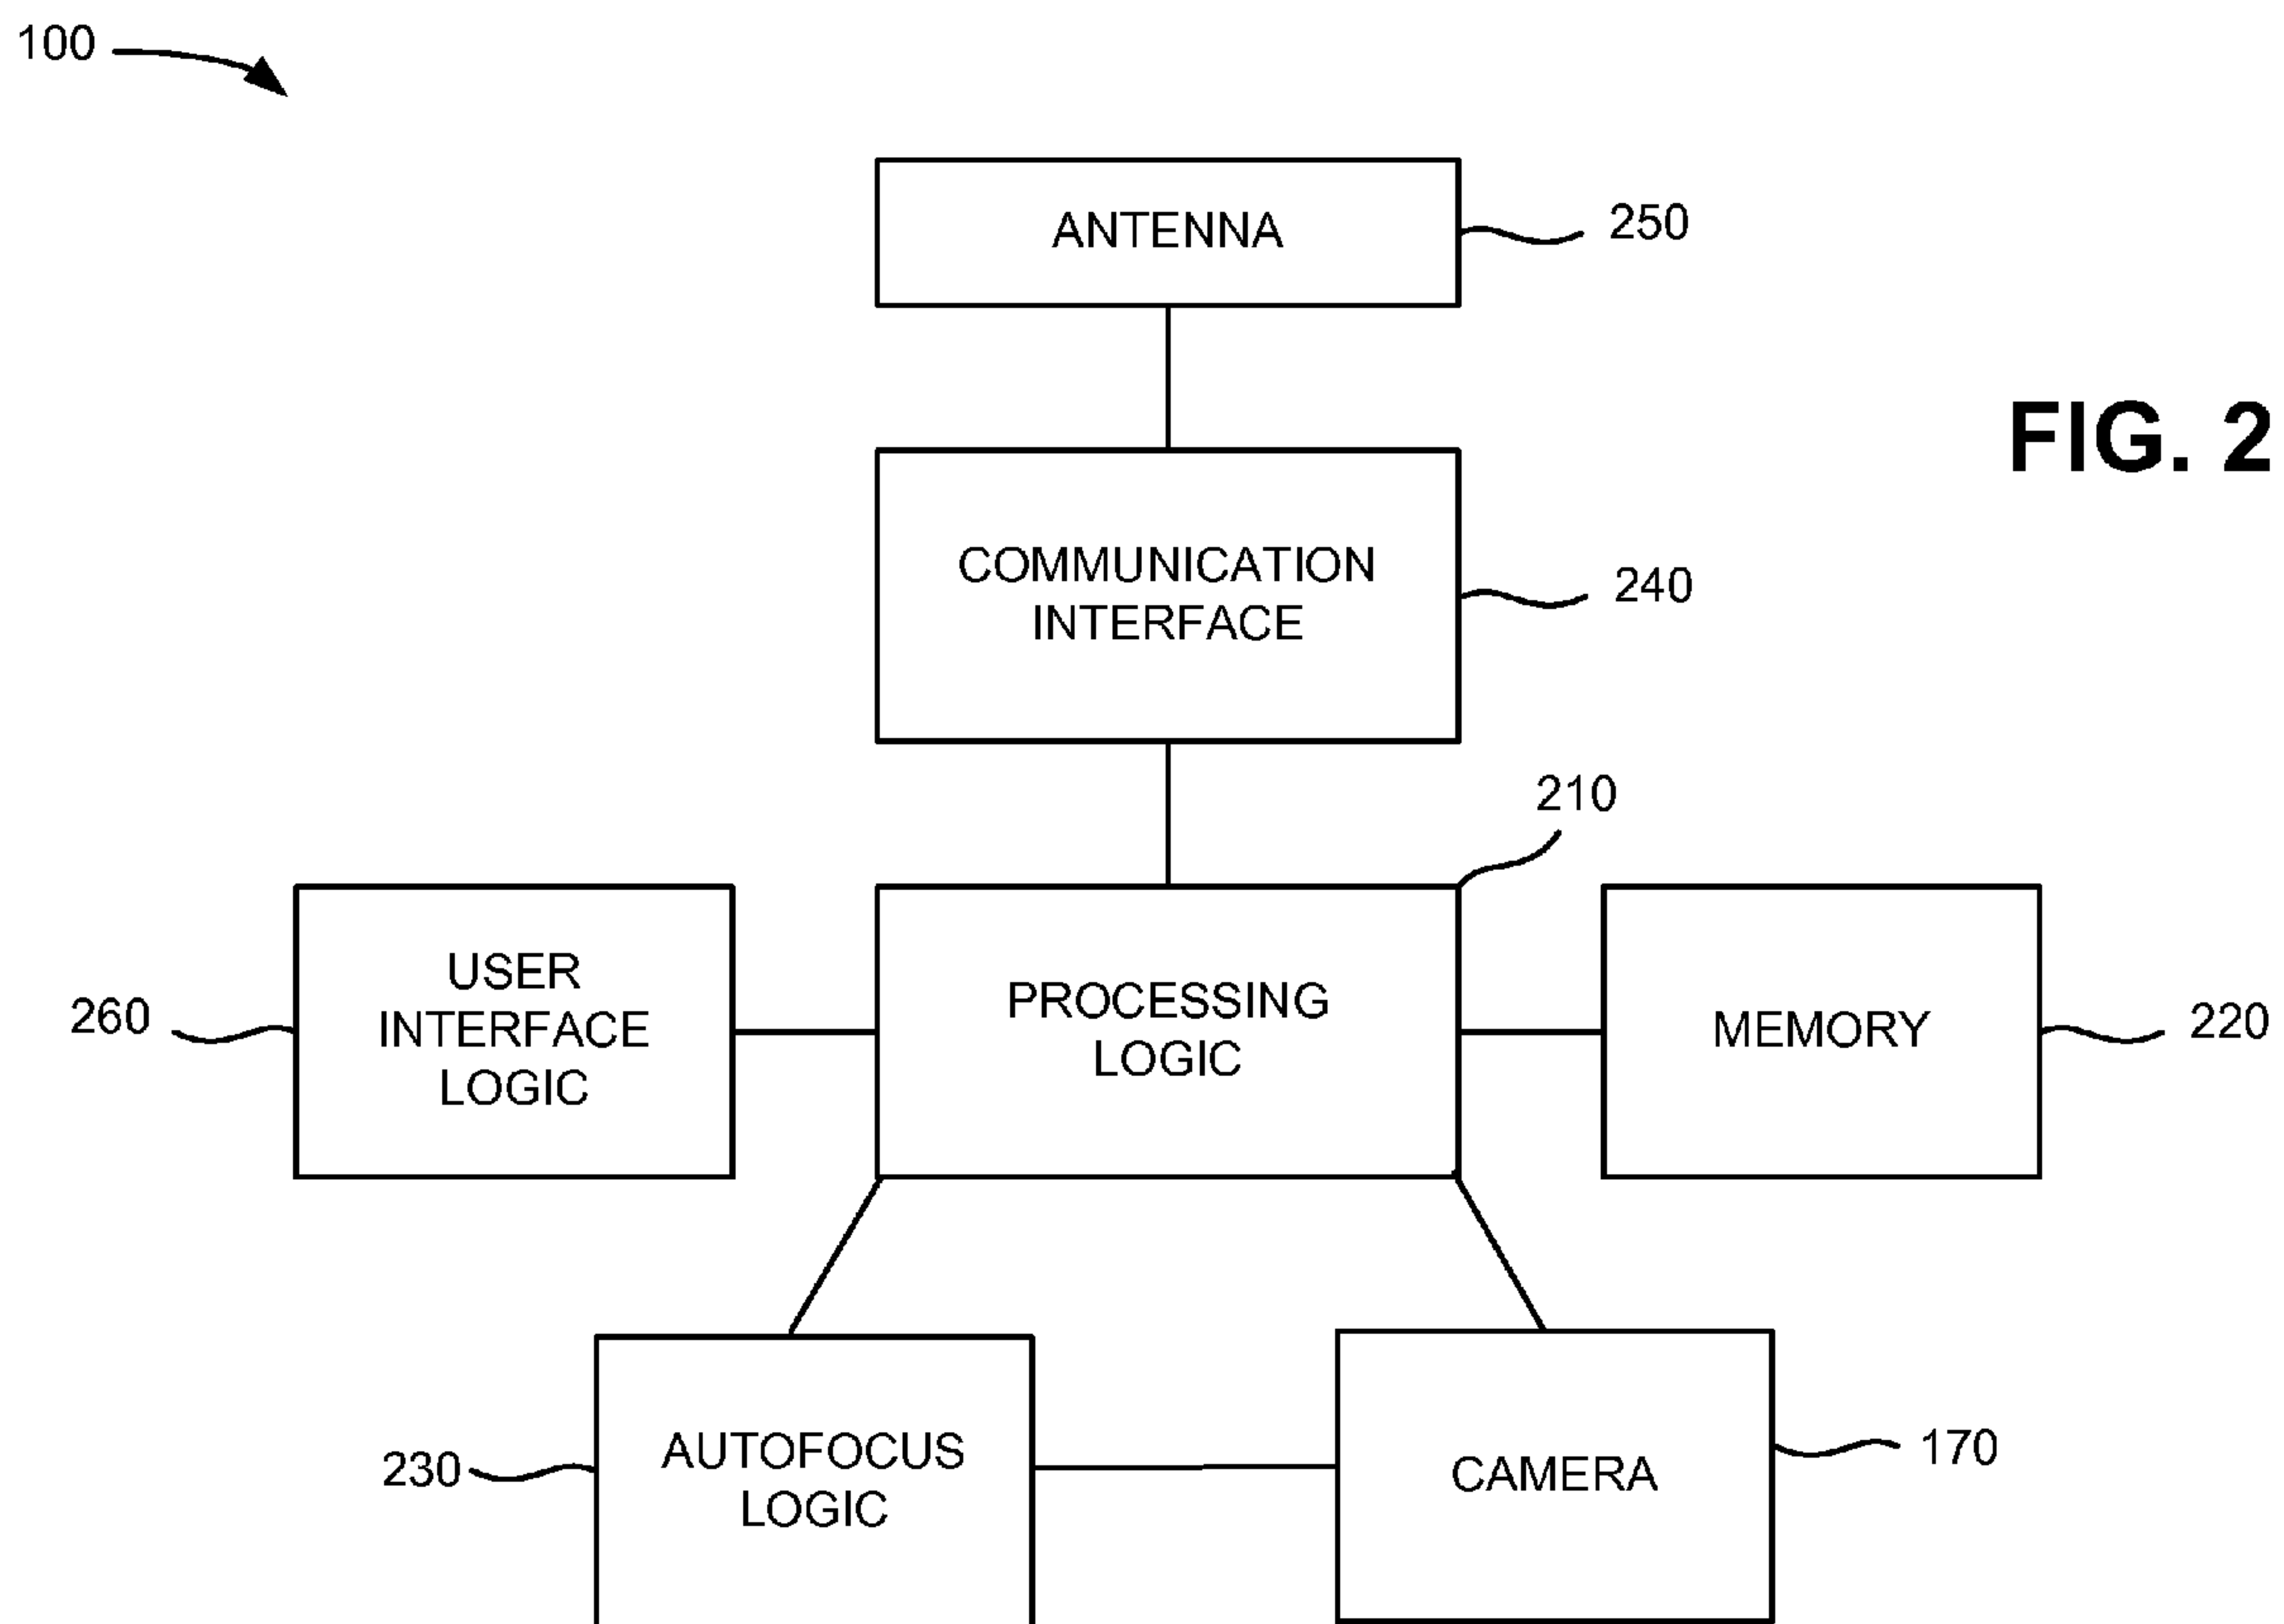 100
ANTENNA
250
FIG. 2
COMMUNICATION
INTERFACE
240
210
USER
INTERFACE
LOGIC
260
PROCESSING
LOGIC
MEMORY
220
AUTOFOCUS
LOGIC
230
CAMERA
170